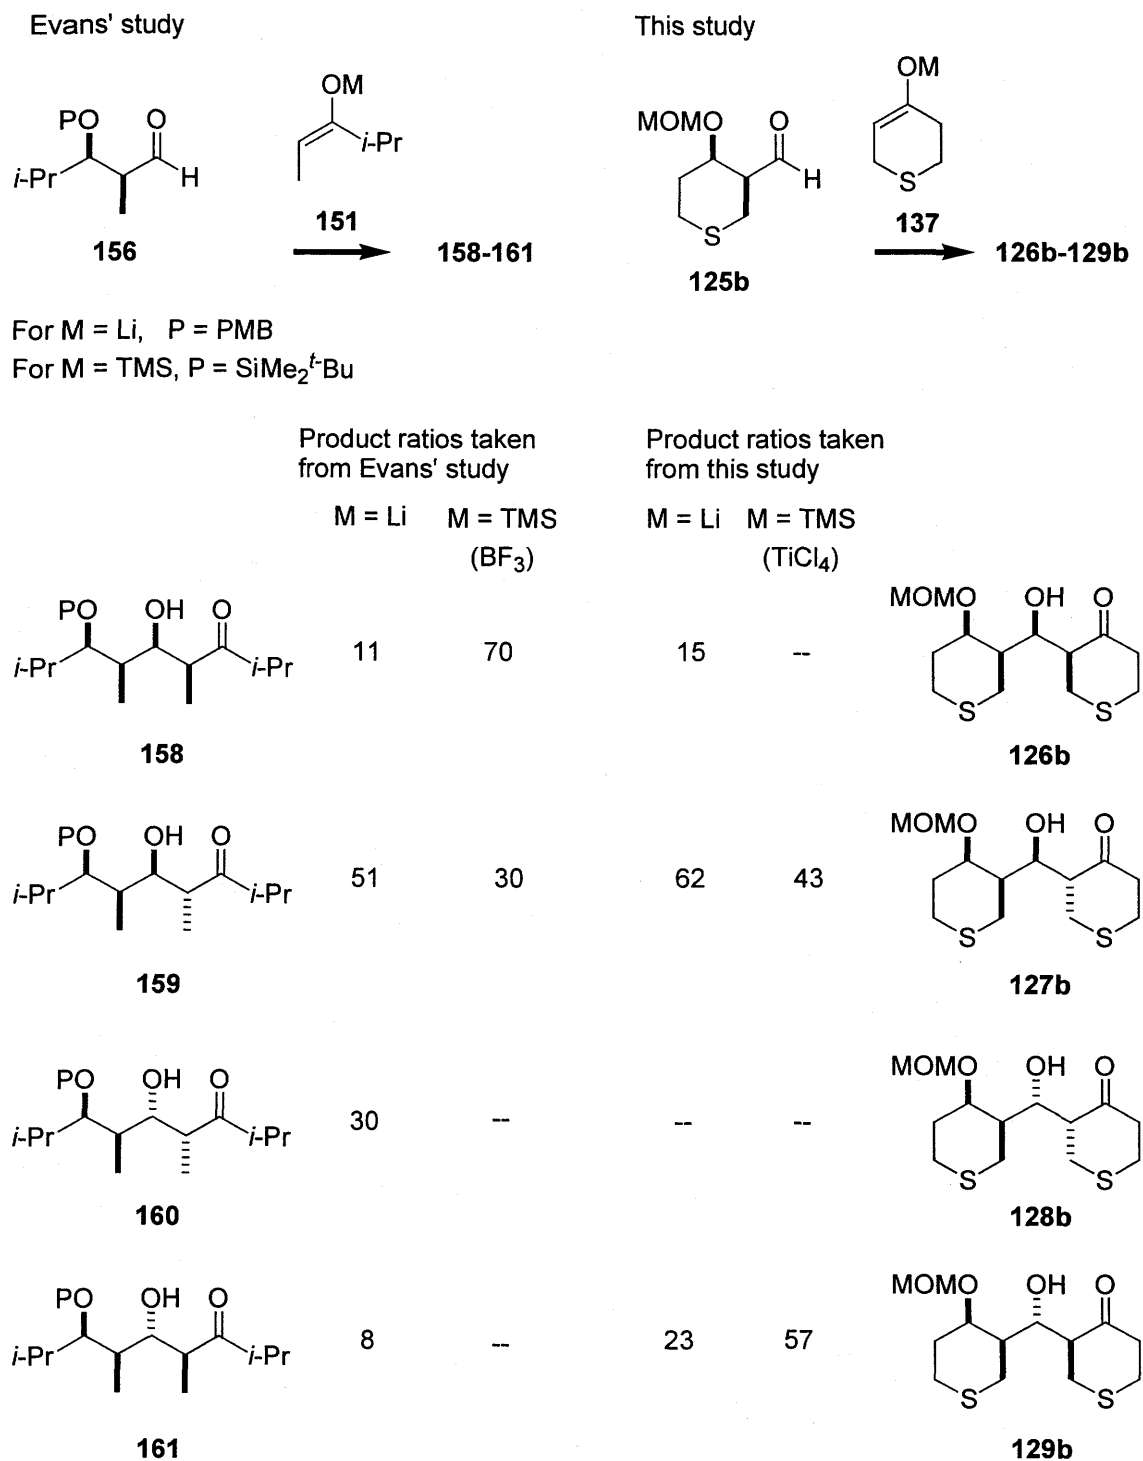 Evans' study
This study
PO O
i-Pr H
156
OM
i-Pr
151
158-161
MOMO O
H
S
125b
OM
S
137
126b-129b
For M = Li, P = PMB
For M = TMS, P = SiMe2t-Bu
Product ratios taken
from Evans' study
Product ratios taken
from this study
M = Li M = TMS
(BF3)
M = Li M = TMS
(TiCl4)
PO OH O
i-Pr i-Pr
158
11 70 15 --
MOMO OH O
S S
126b
PO OH O
i-Pr i-Pr
159
51 30 62 43
MOMO OH O
S S
127b
PO OH O
i-Pr i-Pr
160
30 -- -- --
MOMO OH O
S S
128b
PO OH O
i-Pr i-Pr
161
8 -- 23 57
MOMO OH O
S S
129b